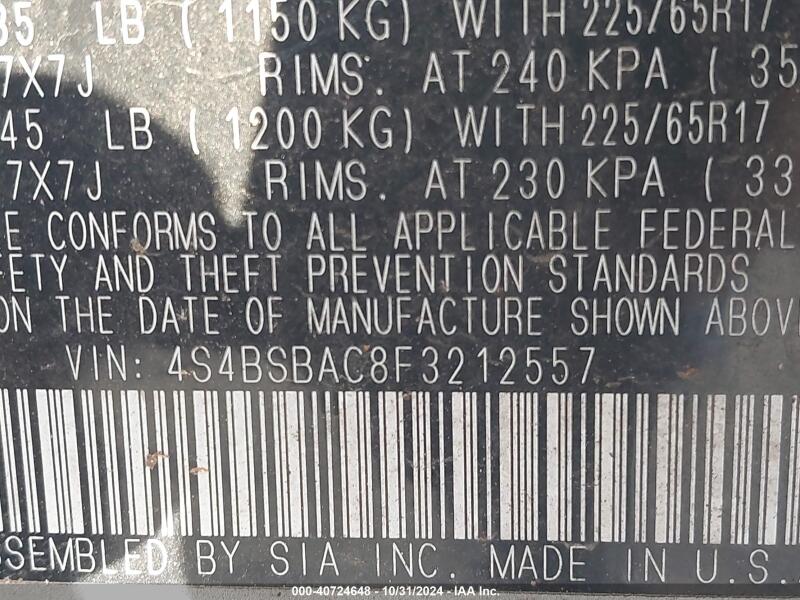 35 LB ( 1150 KG) WITH 225/65R17
7X7J RIMS. AT 240 KPA ( 35
45 LB ( 1200 KG) WITH 225/65R17
7X7J RIMS. AT 230 KPA ( 33
E CONFORMS TO ALL APPLICABLE FEDERAL
FETY AND THEFT PREVENTION STANDARDS
ON THE DATE OF MANUFACTURE SHOWN ABOVE
VIN: 4S4BSBAC8F3212557
SSEMBLED BY SIA INC. MADE IN U.S.
000-40724648 - 10/31/2024 - IAA Inc.